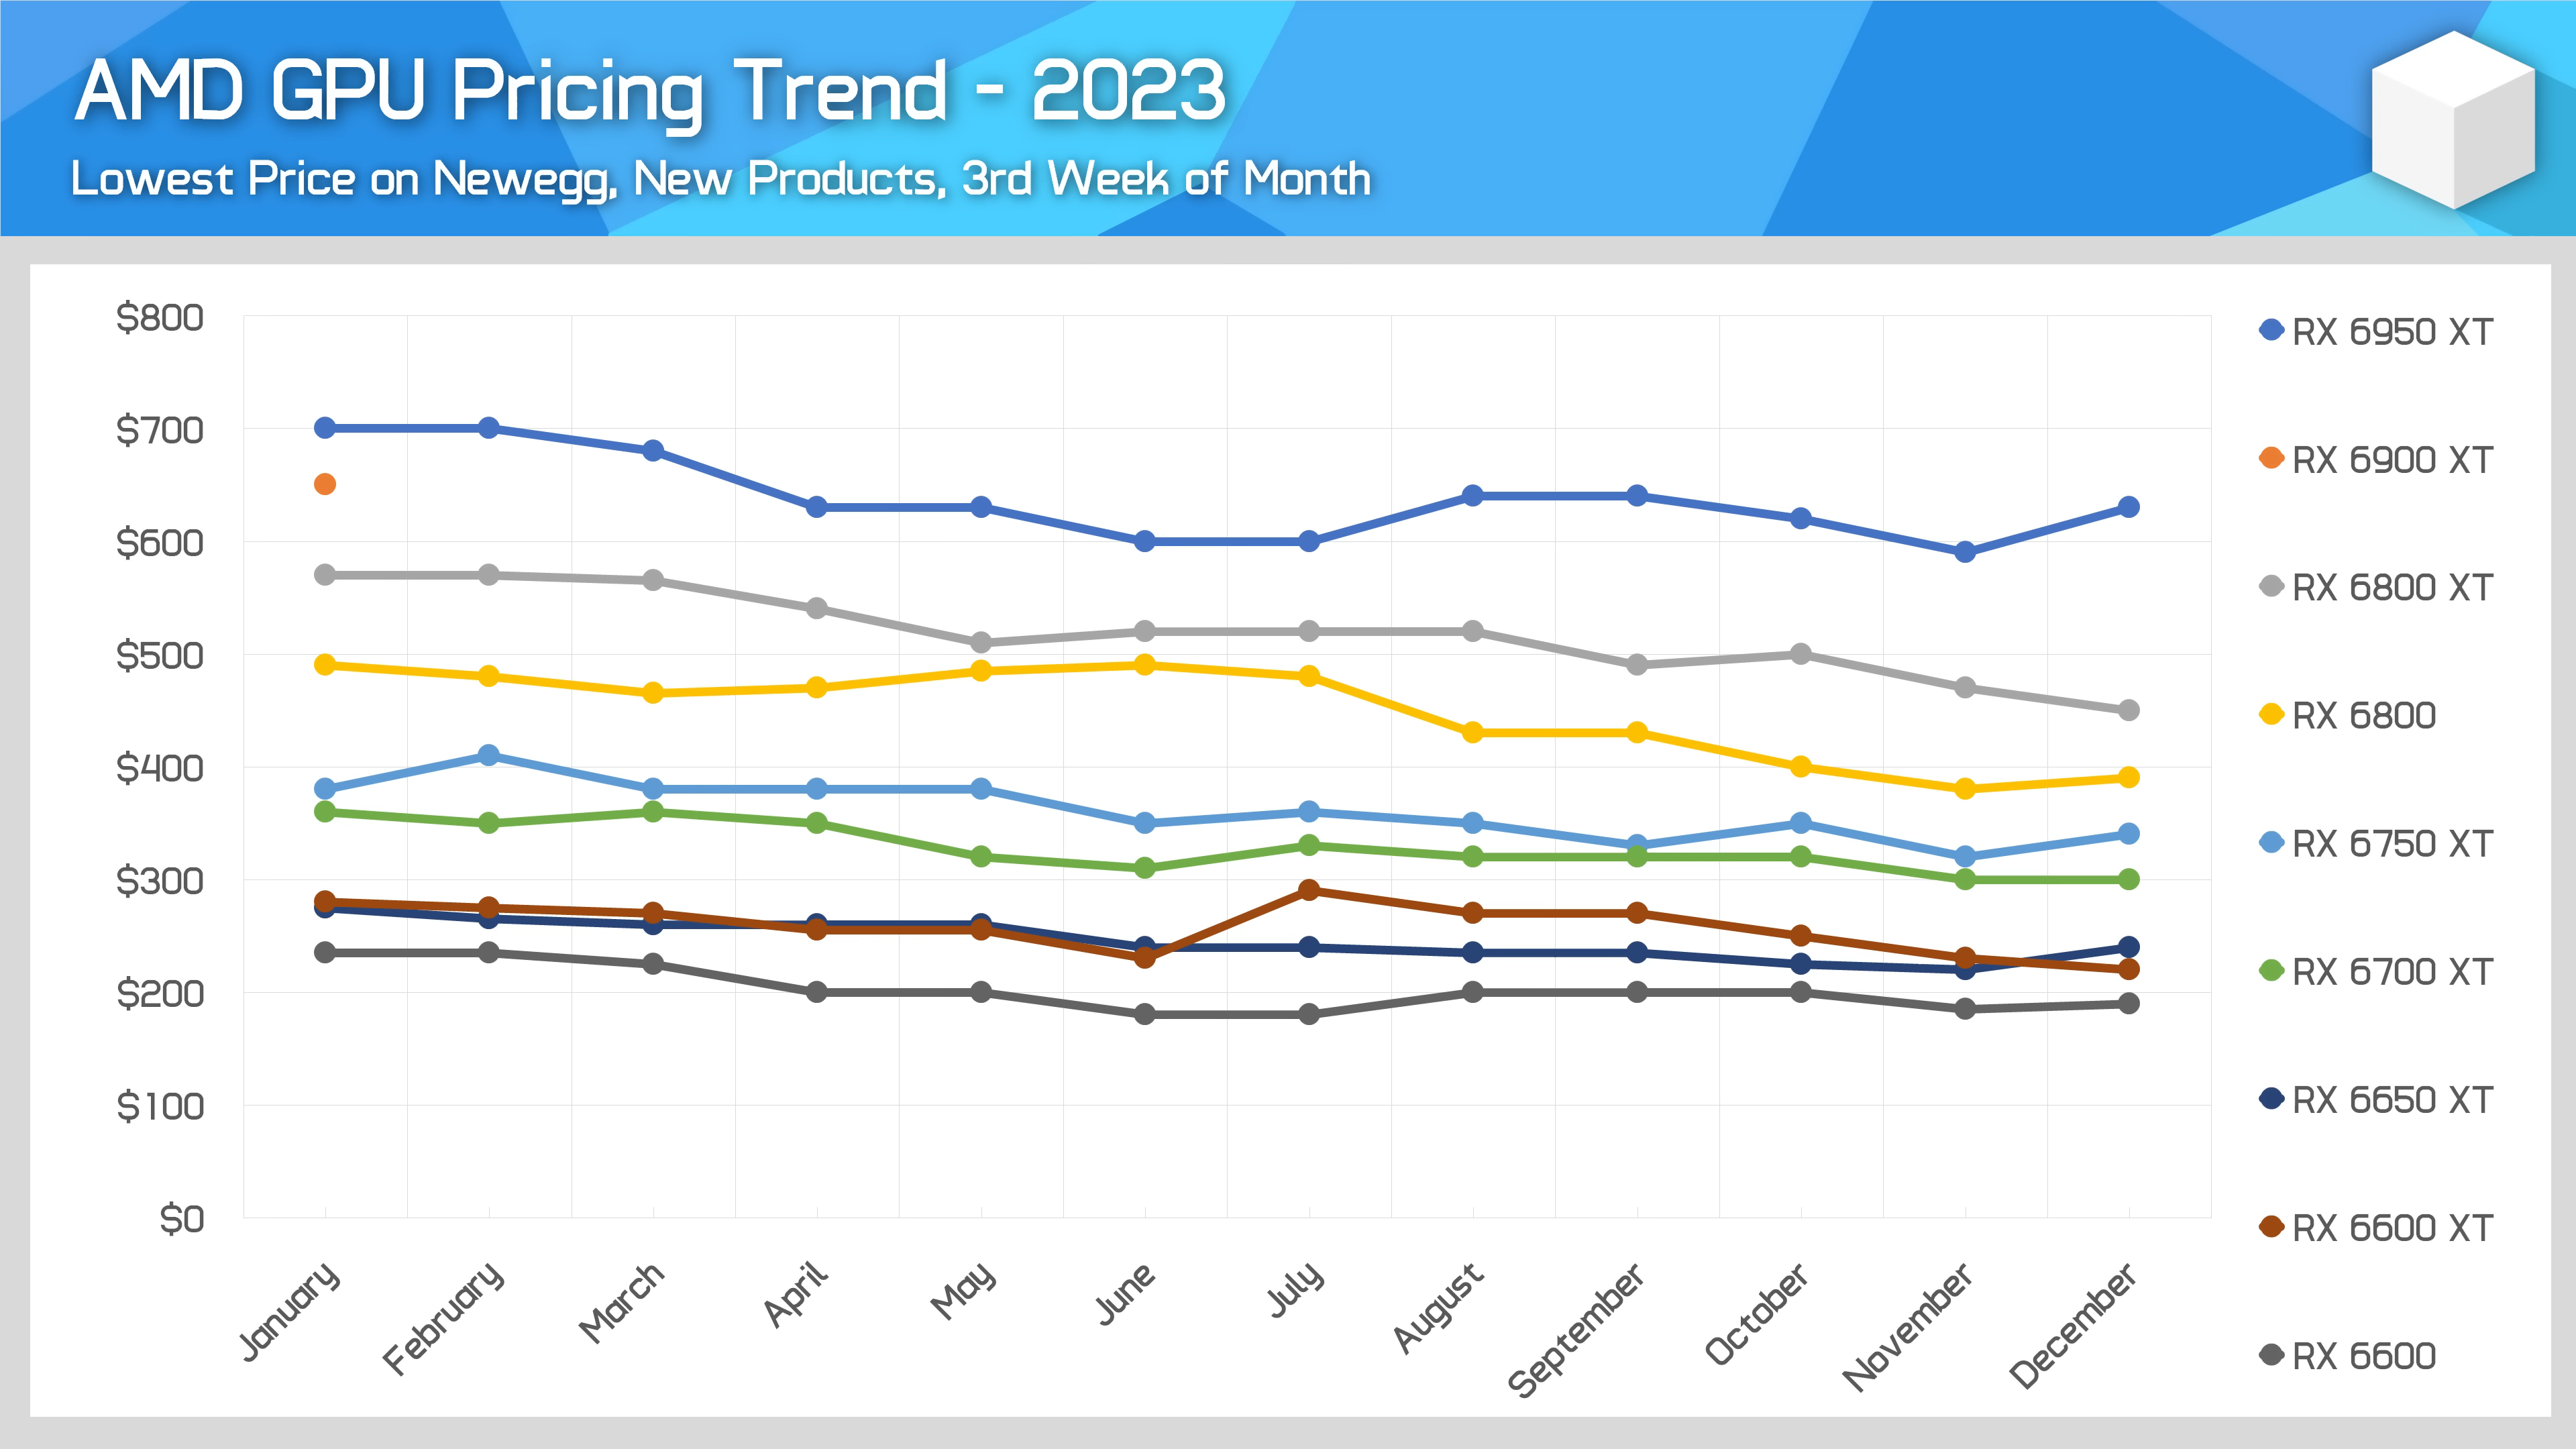 AMD GPU Pricing Trend - 2023
Lowest Price on Newegg, New Products, 3rd Week of Month
$800
$700
$600
$500
$400
$300
$200
$100
$0
January
February
March
April
May
June
July
August
September
October
November
December
RX 6950 XT
RX 6900 XT
RX 6800 XT
RX 6800
RX 6750 XT
RX 6700 XT
RX 6650 XT
RX 6600 XT
RX 6600